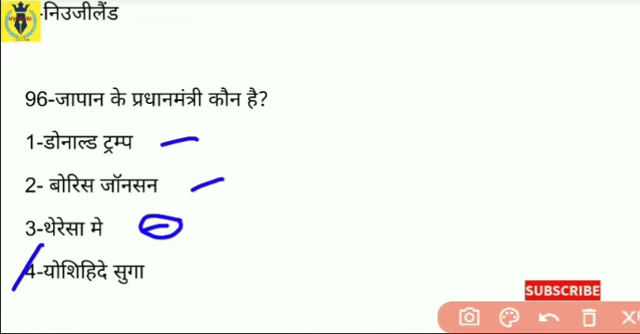 -निउजीलैंड
96-जापान के प्रधानमंत्री कौन है?
1-डोनाल्ड ट्रम्प
2- बोरिस जॉनसन
3-थेरेसा मे
4-योशिहिदे सुगा
SUBSCRIBE